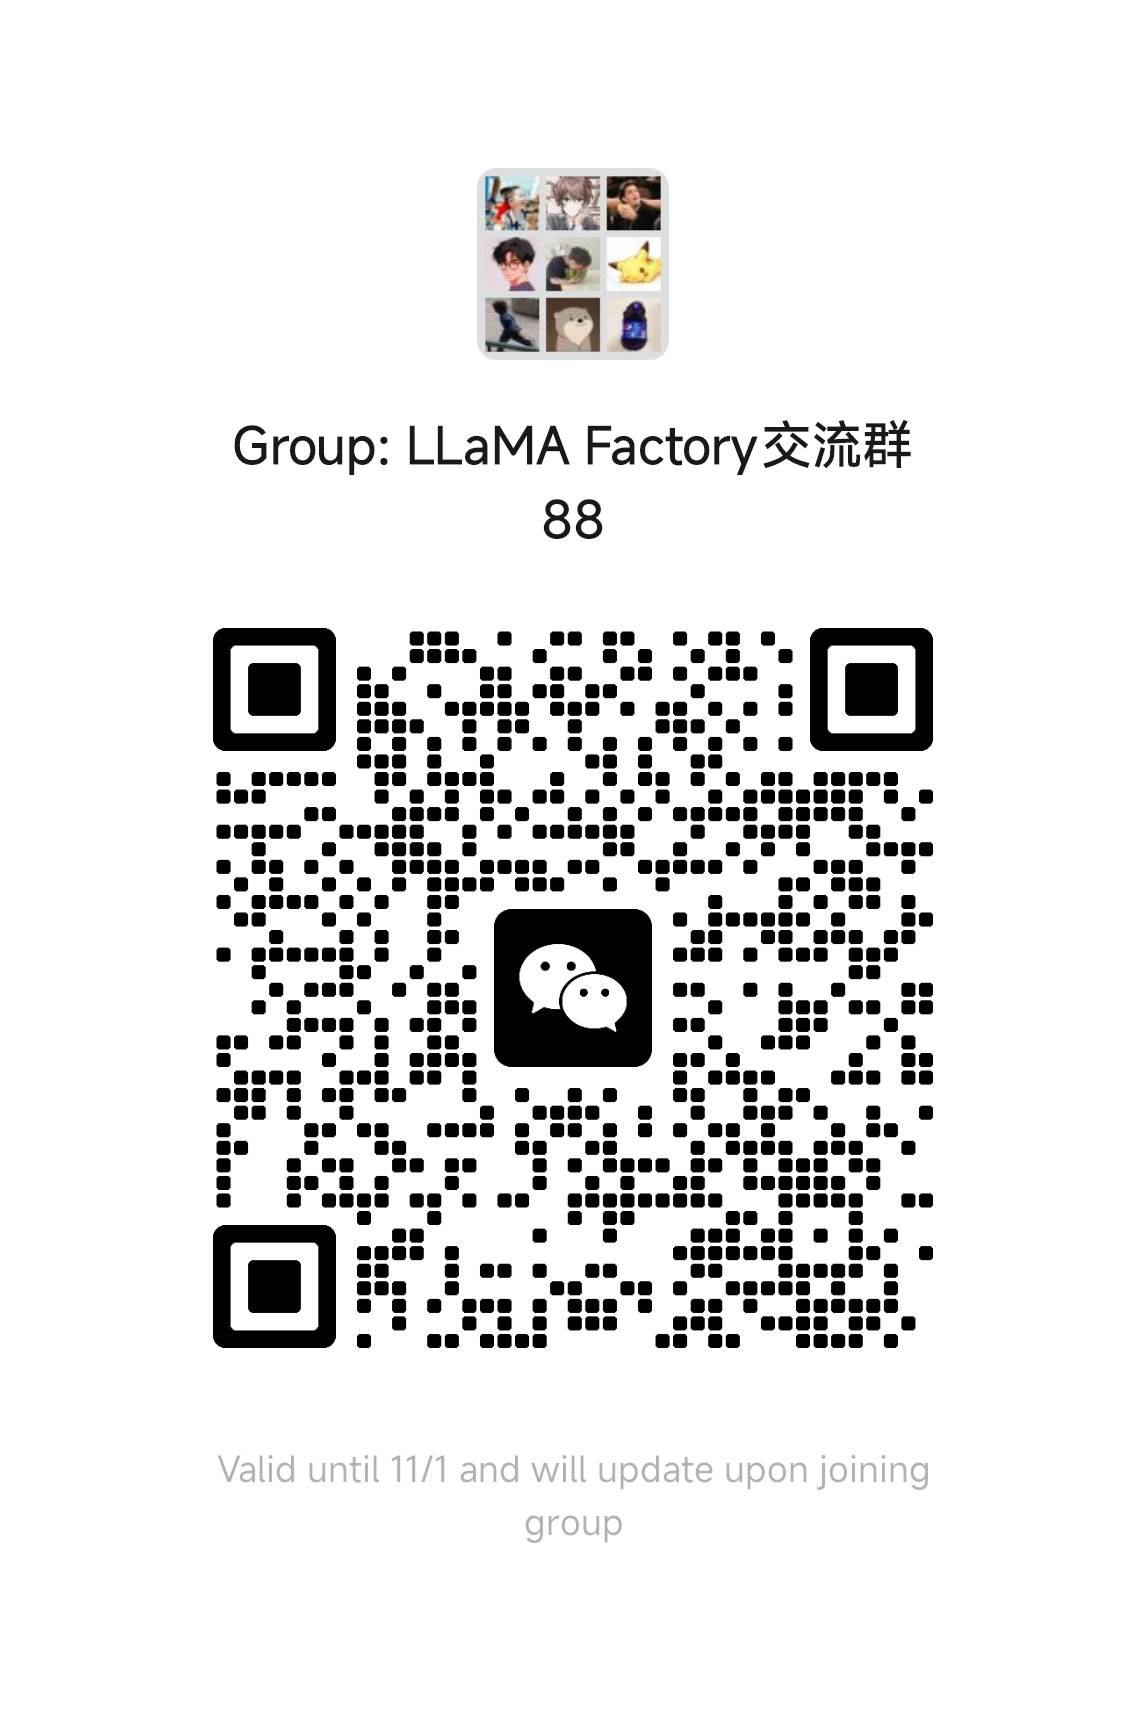 Group: LLaMA Factory交流群
88
Valid until 11/1 and will update upon joining
group